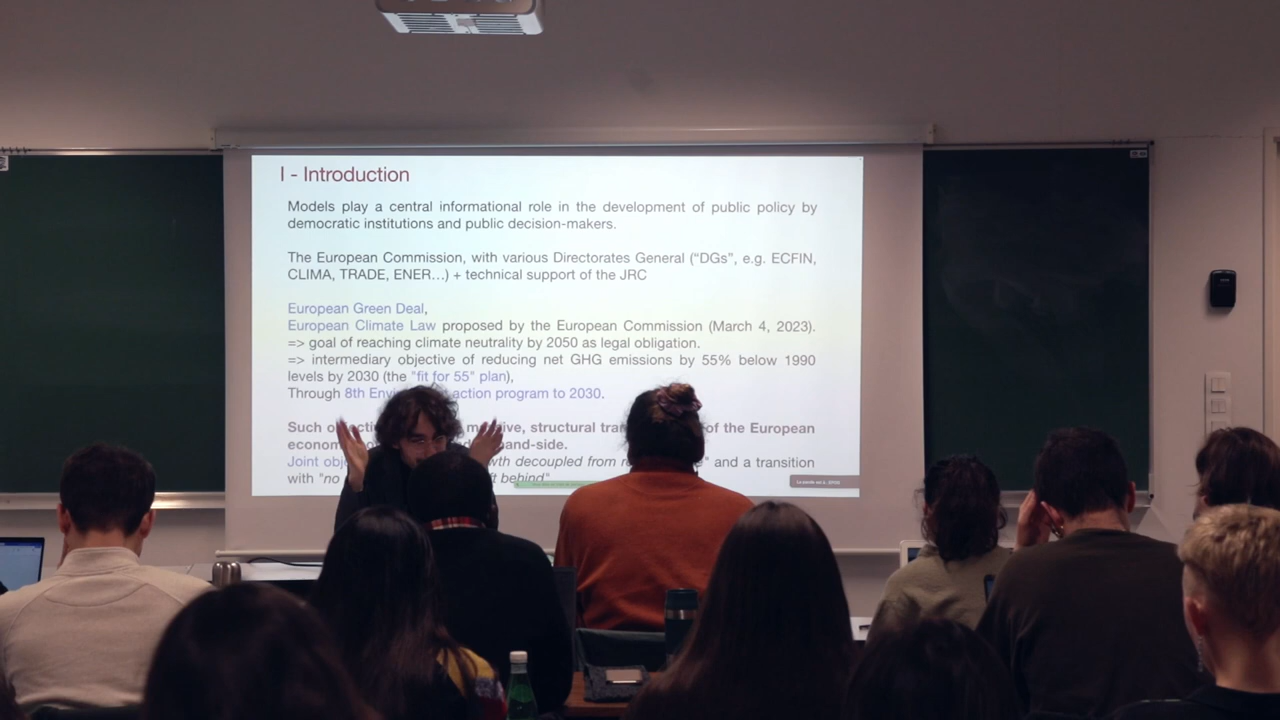 I - Introduction
Models play a central informational role in the development of public policy by
democratic institutions and public decision-makers.
The European Commission, with various Directorates General ("DGs", e.g. ECFIN,
CLIMA, TRADE, ENER...) + technical support of the JRC
European Green Deal,
European Climate Law proposed by the European Commission (March 4, 2023).
=> goal of reaching climate neutrality by 2050 as legal obligation.
=> intermediary objective of reducing net GHG emissions by 55% below 1990
levels by 2030 (the "fit for 55" plan),
Through 8th action program to 2030.
Such of the European
and-side.
Joint decoupled from " and a transition
with "no t behind"